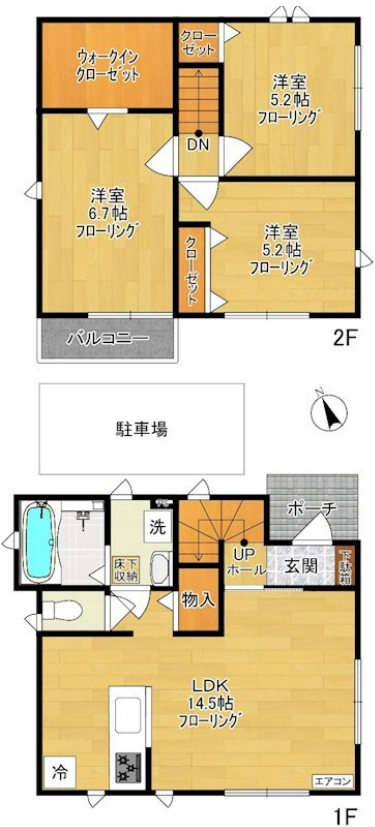 ウォークイン
クローゼット
クロー
ゼット
洋室
5.2帖
フローリング
DN
洋室
6.7帖
フローリング
洋室
5.2帖
フローリング
クローゼット
バルコニー
2F
駐車場
N
ポーチ
洗
床下
収納
UP
ホール
玄関
下駄箱
物入
LDK
14.5帖
フローリング
冷
エアコン
1F